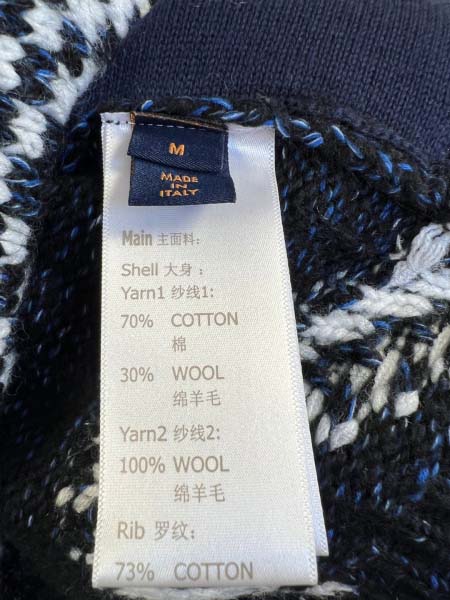 M
MADE
IN
ITALY
Main 主面料:
Shell 大身 :
Yarn1 纱线1:
70% COTTON
棉
30% WOOL
绵羊毛
Yarn2 纱线2:
100% WOOL
绵羊毛
Rib 罗纹:
73% COTTON